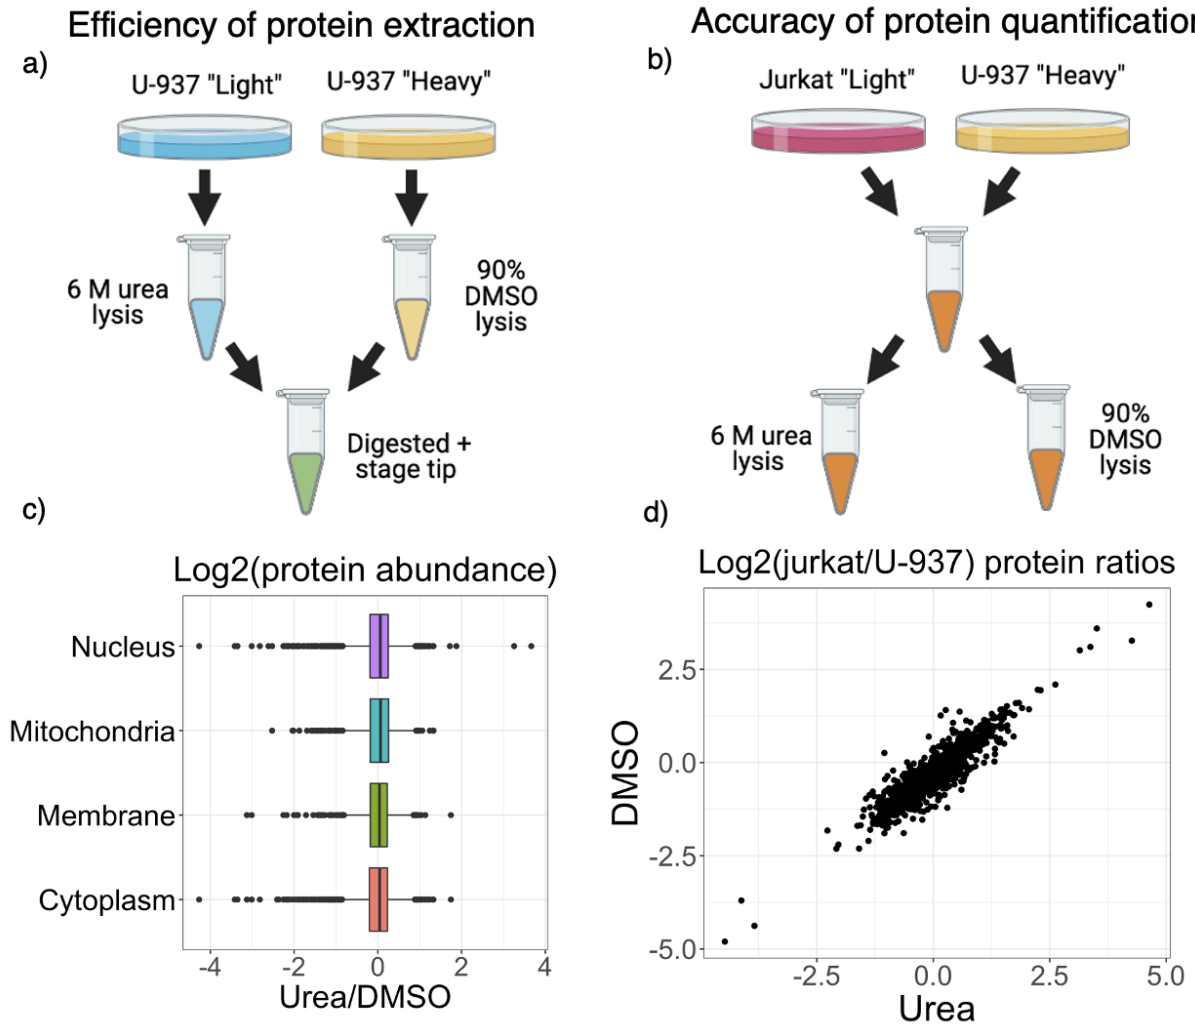 Efficiency of protein extraction
Accuracy of protein quantification
a)
U-937 "Light"
U-937 "Heavy"
6 M urea
lysis
90%
DMSO
lysis
Digested +
stage tip
b)
Jurkat "Light"
U-937 "Heavy"
6 M urea
lysis
90%
DMSO
lysis
c)
Log2(protein abundance)
Nucleus
Mitochondria
Membrane
Cytoplasm
-4
-2
0
2
4
Urea/DMSO
d)
Log2(jurkat/U-937) protein ratios
DMSO
2.5
0.0
-2.5
-5.0
-2.5
0.0
2.5
5.0
Urea